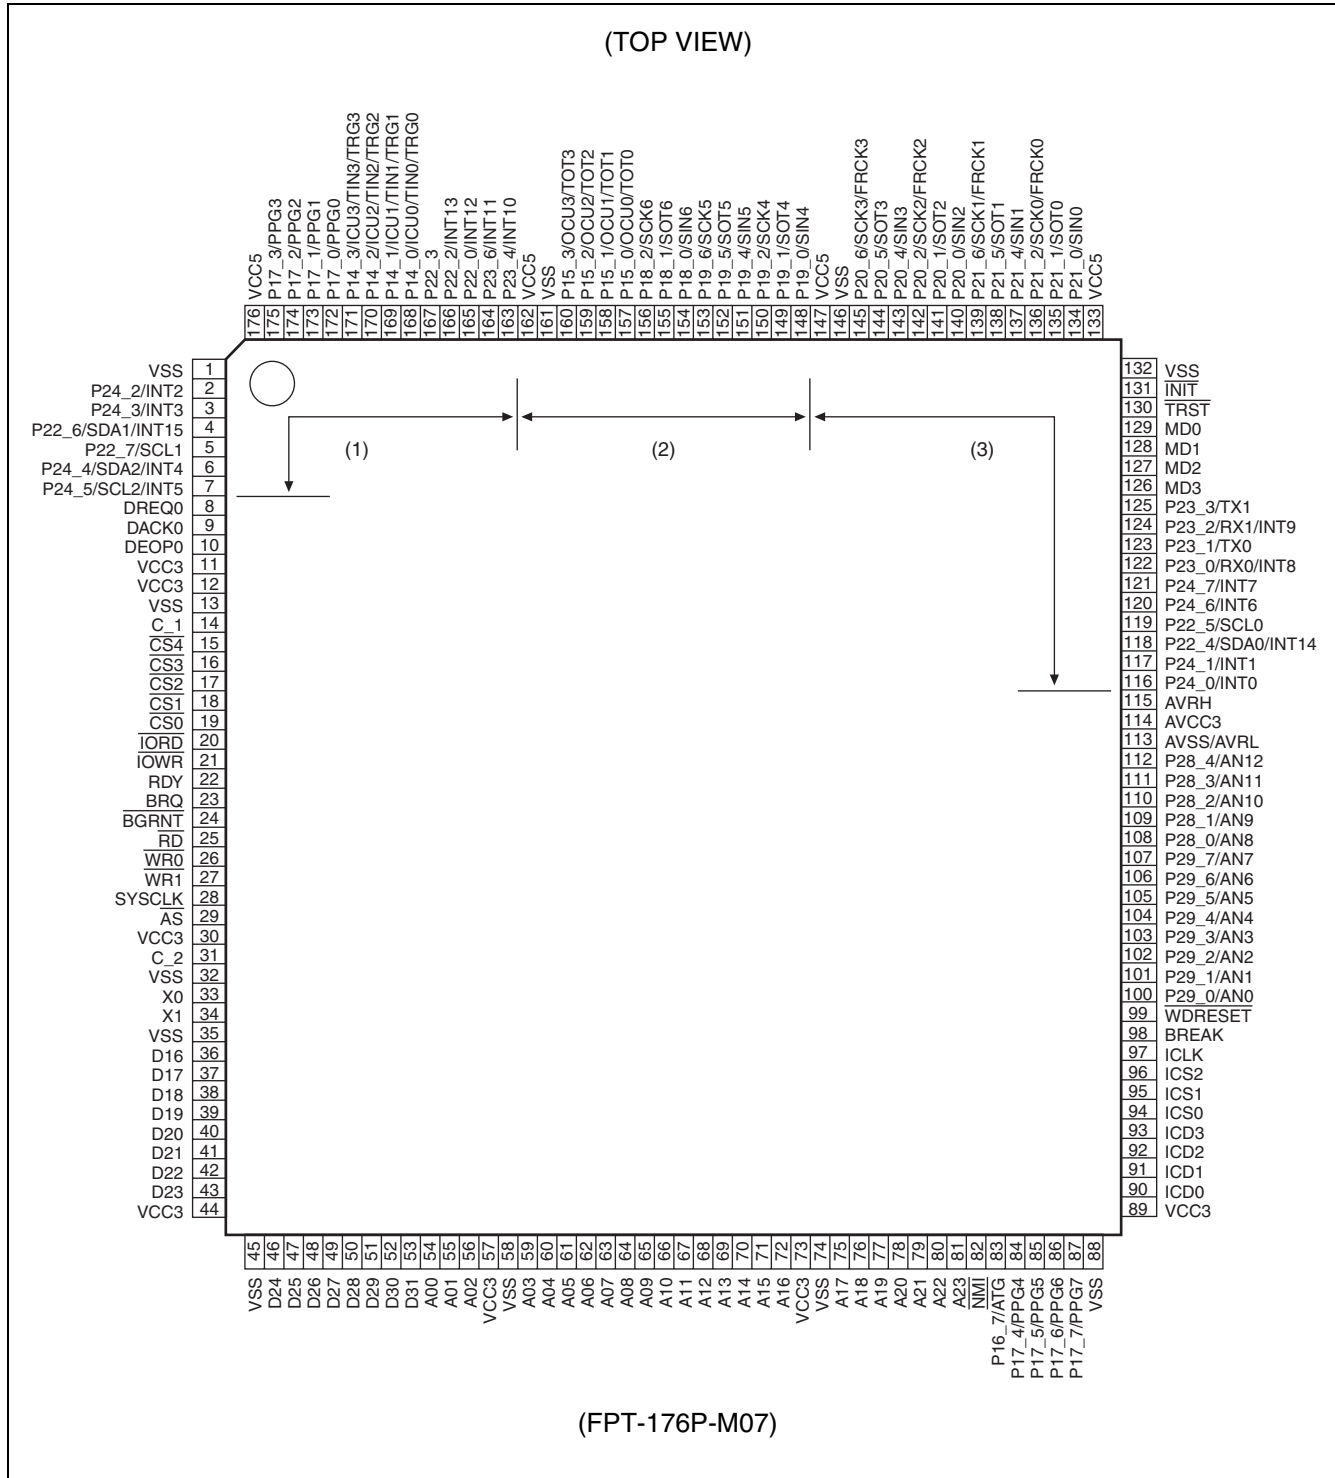 (TOP VIEW)
176 VCC5
175 P17_3/PPG3
174 P17_2/PPG2
173 P17_1/PPG1
172 P17_0/PPG0
171 P14_3/ICU3/TIN3/TRG3
170 P14_2/ICU2/TIN2/TRG2
169 P14_1/ICU1/TIN1/TRG1
168 P14_0/ICU0/TIN0/TRG0
167 P22_3
166 P22_2/INT13
165 P22_0/INT12
164 P23_6/INT11
163 P23_4/INT10
162 VCC5
161 VSS
160 P15_3/OCU3/TOT3
159 P15_2/OCU2/TOT2
158 P15_1/OCU1/TOT1
157 P15_0/OCU0/TOT0
156 P18_2/SCK6
155 P18_1/SOT6
154 P18_0/SIN6
153 P19_6/SCK5
152 P19_5/SOT5
151 P19_4/SIN5
150 P19_2/SCK4
149 P19_1/SOT4
148 P19_0/SIN4
147 VCC5
146 VSS
145 P20_6/SCK3/FRCK3
144 P20_5/SOT3
143 P20_4/SIN3
142 P20_2/SCK2/FRCK2
141 P20_1/SOT2
140 P20_0/SIN2
139 P21_6/SCK1/FRCK1
138 P21_5/SOT1
137 P21_4/SIN1
136 P21_2/SCK0/FRCK0
135 P21_1/SOT0
134 P21_0/SIN0
133 VCC5
VSS 1
P24_2/INT2 2
P24_3/INT3 3
P22_6/SDA1/INT15 4
P22_7/SCL1 5
P24_4/SDA2/INT4 6
P24_5/SCL2/INT5 7
DREQ0 8
DACK0 9
DEOP0 10
VCC3 11
VCC3 12
VSS 13
C_1 14
CS4 15
CS3 16
CS2 17
CS1 18
CS0 19
IORD 20
IOWR 21
RDY 22
BRQ 23
BGRNT 24
RD 25
WR0 26
WR1 27
SYSCLK 28
AS 29
VCC3 30
C_2 31
VSS 32
X0 33
X1 34
VSS 35
D16 36
D17 37
D18 38
D19 39
D20 40
D21 41
D22 42
D23 43
VCC3 44
(1)
(2)
(3)
132 VSS
131 INIT
130 TRST
129 MD0
128 MD1
127 MD2
126 MD3
125 P23_3/TX1
124 P23_2/RX1/INT9
123 P23_1/TX0
122 P23_0/RX0/INT8
121 P24_7/INT7
120 P24_6/INT6
119 P22_5/SCL0
118 P22_4/SDA0/INT14
117 P24_1/INT1
116 P24_0/INT0
115 AVRH
114 AVCC3
113 AVSS/AVRL
112 P28_4/AN12
111 P28_3/AN11
110 P28_2/AN10
109 P28_1/AN9
108 P28_0/AN8
107 P29_7/AN7
106 P29_6/AN6
105 P29_5/AN5
104 P29_4/AN4
103 P29_3/AN3
102 P29_2/AN2
101 P29_1/AN1
100 P29_0/AN0
99 WDRESET
98 BREAK
97 ICLK
96 ICS2
95 ICS1
94 ICS0
93 ICD3
92 ICD2
91 ICD1
90 ICD0
89 VCC3
45 VSS
46 D24
47 D25
48 D26
49 D27
50 D28
51 D29
52 D30
53 D31
54 A00
55 A01
56 A02
57 VCC3
58 VSS
59 A03
60 A04
61 A05
62 A06
63 A07
64 A08
65 A09
66 A10
67 A11
68 A12
69 A13
70 A14
71 A15
72 A16
73 VCC3
74 VSS
75 A17
76 A18
77 A19
78 A20
79 A21
80 A22
81 A23
82 NMI
83 P16_7/ATG
84 P17_4/PPG4
85 P17_5/PPG5
86 P17_6/PPG6
87 P17_7/PPG7
88 VSS
(FPT-176P-M07)